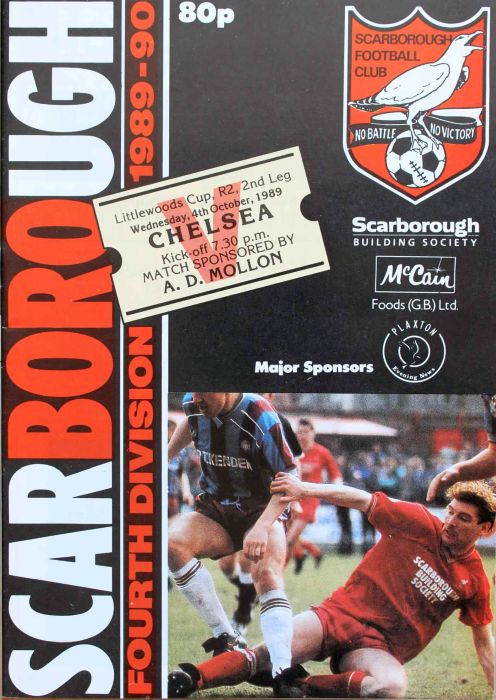 80p
SCARBOROUGH
FOURTH DIVISION 1989-90
SCARBOROUGH
FOOTBALL
CLUB
NO BATTLE NO VICTORY
Littlewoods Cup, R2, 2nd Leg
Wednesday, 4th October, 1989
V
CHELSEA
Kick-off 7.30 p.m.
MATCH SPONSORED BY
A. D. MOLLON
Scarborough
BUILDING SOCIETY
McCain
Foods (G.B.) Ltd.
PLAXTON
Evening News
Major Sponsors
SCARBOROUGH
BUILDING
SOCIETY